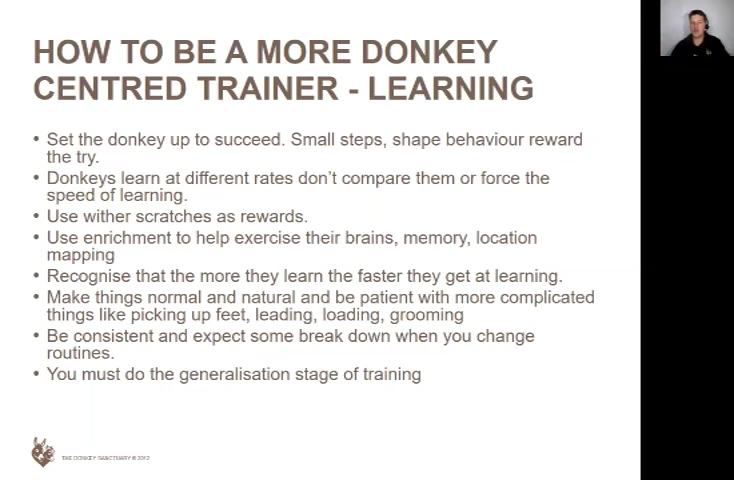 HOW TO BE A MORE DONKEY
CENTRED TRAINER - LEARNING
• Set the donkey up to succeed. Small steps, shape behaviour reward
the try.
• Donkeys learn at different rates don't compare them or force the
speed of learning.
• Use wither scratches as rewards.
• Use enrichment to help exercise their brains, memory, location
mapping
• Recognise that the more they learn the faster they get at learning.
• Make things normal and natural and be patient with more complicated
things like picking up feet, leading, loading, grooming
• Be consistent and expect some break down when you change
routines.
• You must do the generalisation stage of training
THE DONKEY SANCTUARY © 2012